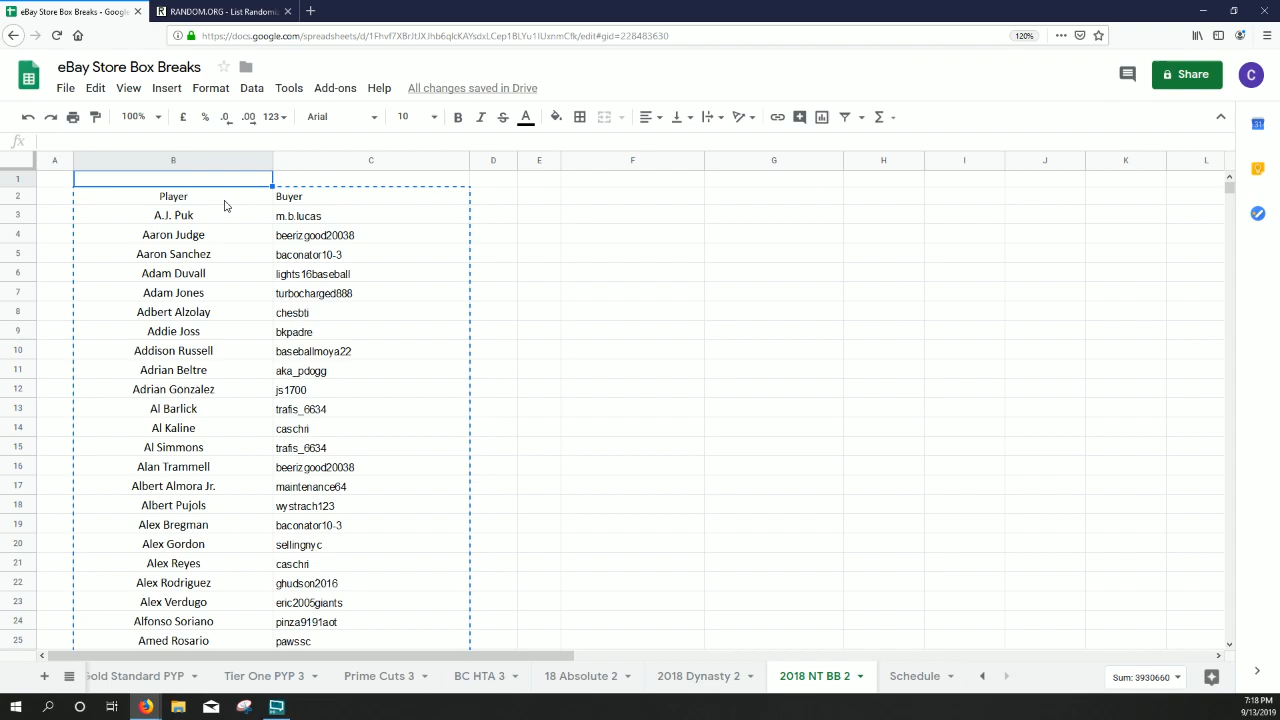 eBay Store Box Breaks - Google
RANDOM.ORG - List Randomiz
https://docs.google.com/spreadsheets/d/1Fhvf7XBrJtJXJhb6qlcKAYsdxLCep1BLYu1IUxnmCfk/edit#gid=228483630
120%
eBay Store Box Breaks
Share
C
File Edit View Insert Format Data Tools Add-ons Help All changes saved in Drive
100% £ % .0 .00 123 Arial 10 B I S A
fx
A B C D E F G H I J K L
1
2 Player Buyer
3 A.J. Puk m.b.lucas
4 Aaron Judge beerizgood20038
5 Aaron Sanchez baconator10-3
6 Adam Duvall lights16baseball
7 Adam Jones turbocharged888
8 Adbert Alzolay chesbti
9 Addie Joss bkpadre
10 Addison Russell baseballmoya22
11 Adrian Beltre aka_pdogg
12 Adrian Gonzalez js1700
13 Al Barlick trafis_6634
14 Al Kaline caschri
15 Al Simmons trafis_6634
16 Alan Trammell beerizgood20038
17 Albert Almora Jr. maintenance64
18 Albert Pujols wystrach123
19 Alex Bregman baconator10-3
20 Alex Gordon sellingnyc
21 Alex Reyes caschri
22 Alex Rodriguez ghudson2016
23 Alex Verdugo eric2005giants
24 Alfonso Soriano pinza9191aot
25 Amed Rosario pawssc
Gold Standard PYP Tier One PYP 3 Prime Cuts 3 BC HTA 3 18 Absolute 2 2018 Dynasty 2 2018 NT BB 2 Schedule Sum: 3930660
7:18 PM
9/13/2019